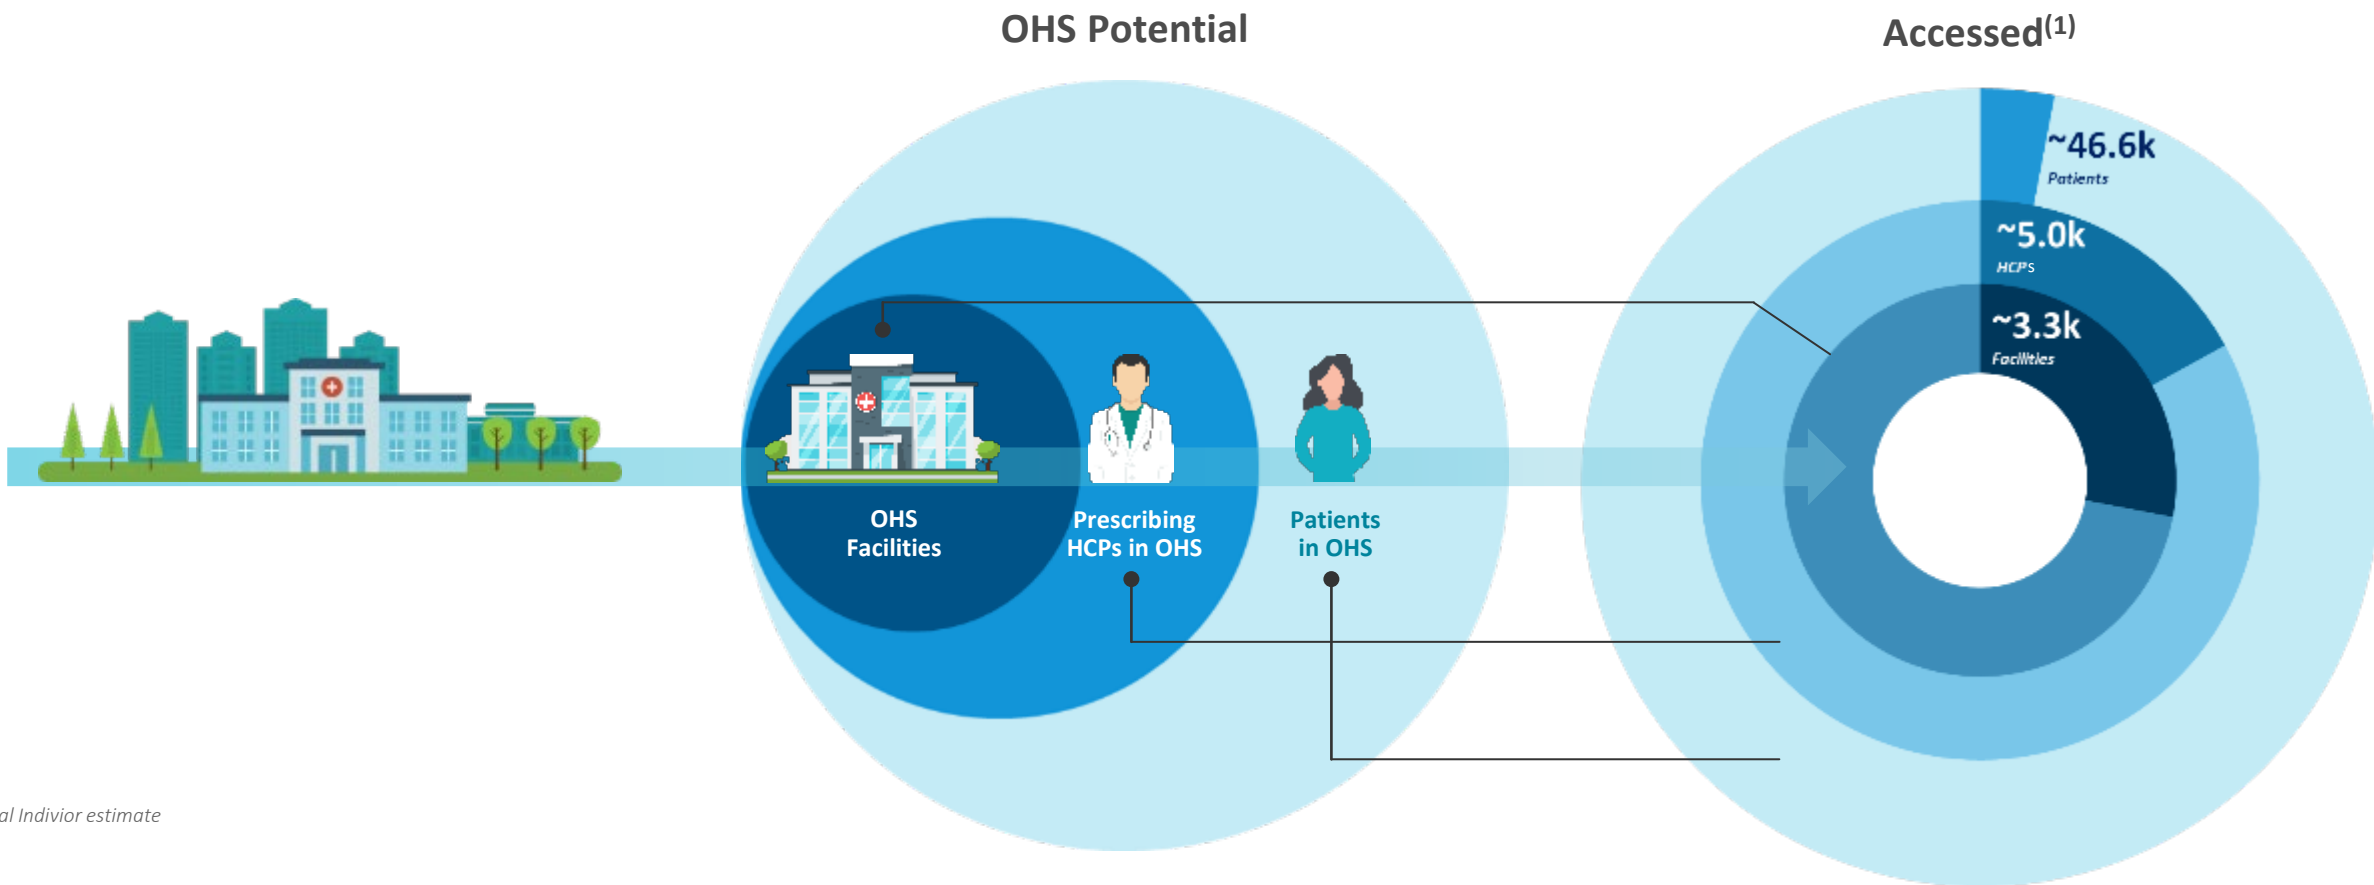 OHS Potential
Accessed(1)
~46.6k
Patients
~5.0k
HCPs
~3.3k
Facilities
OHS
Facilities
Prescribing
HCPs in OHS
Patients
in OHS
al Indivior estimate